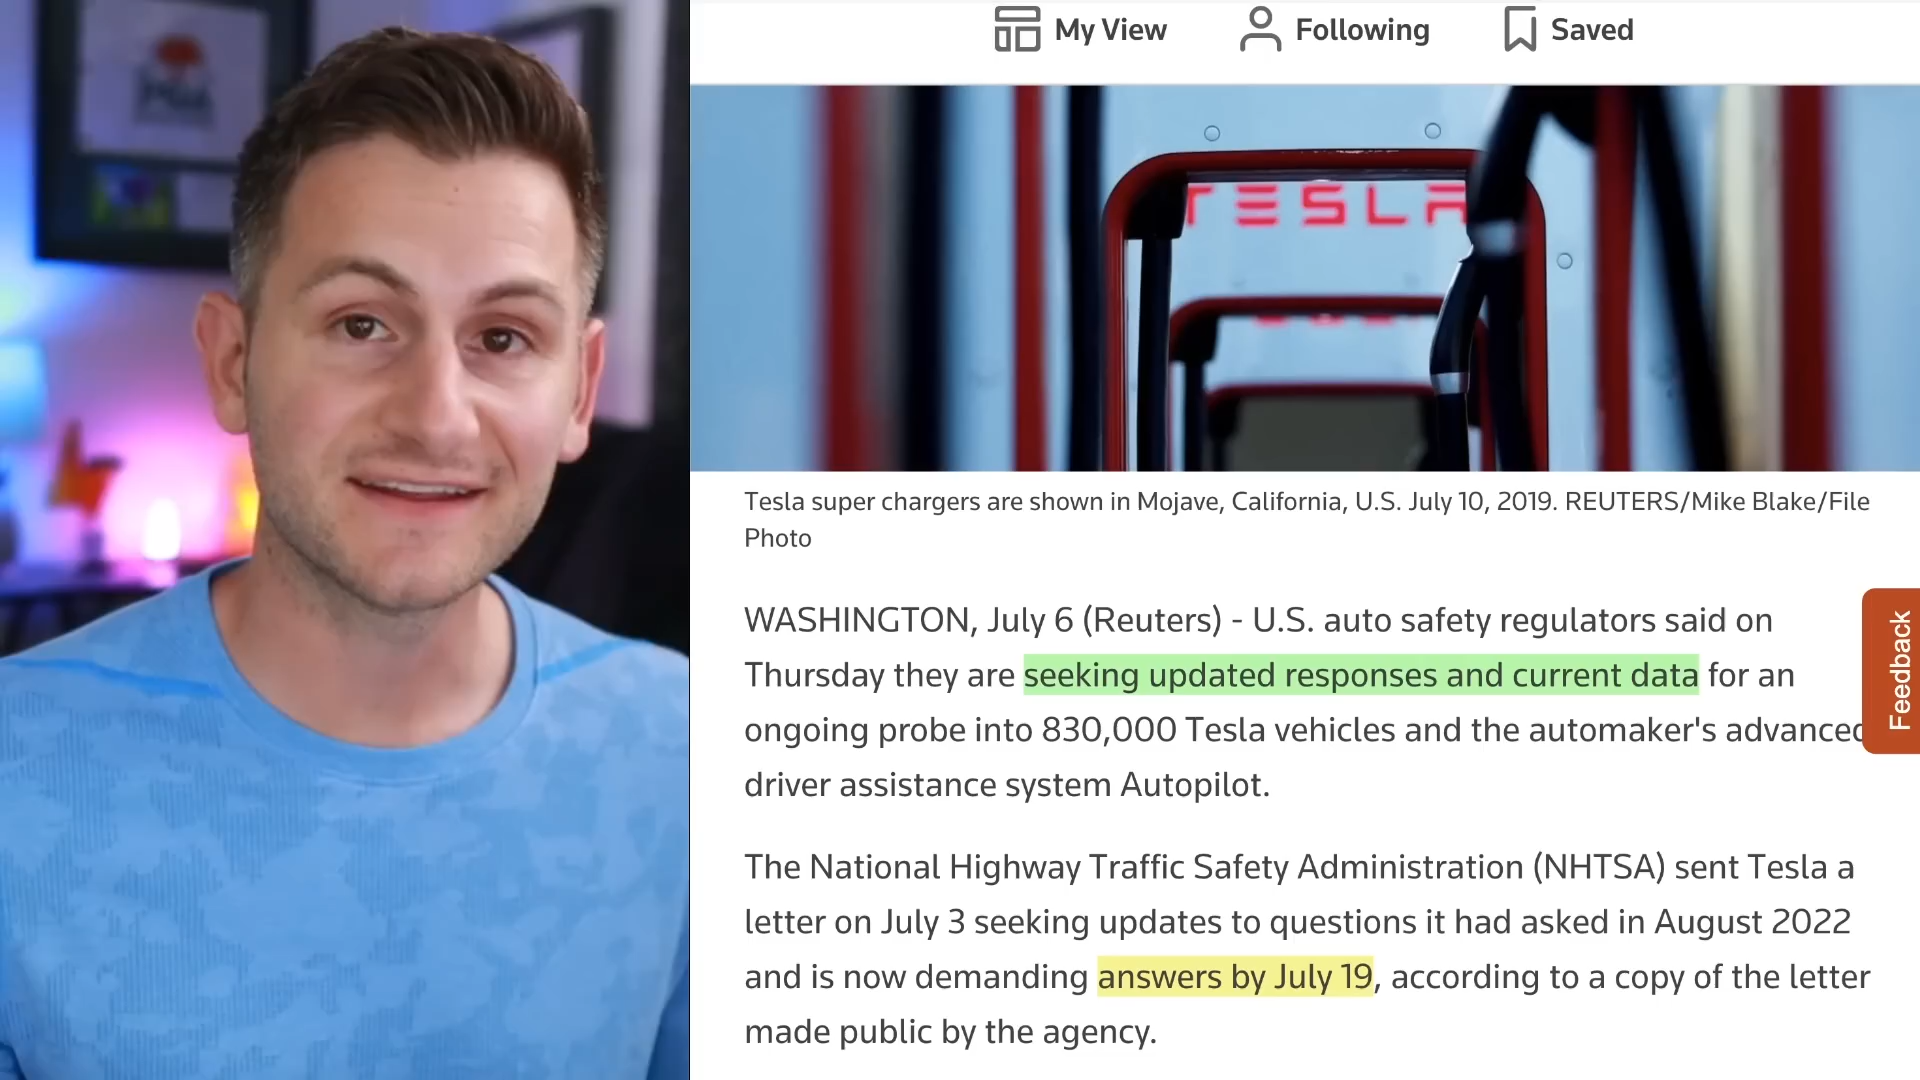 My View
Following
Saved
TESLA
Tesla super chargers are shown in Mojave, California, U.S. July 10, 2019. REUTERS/Mike Blake/File
Photo
WASHINGTON, July 6 (Reuters) - U.S. auto safety regulators said on
Thursday they are seeking updated responses and current data for an
ongoing probe into 830,000 Tesla vehicles and the automaker's advanced
driver assistance system Autopilot.
Feedback
The National Highway Traffic Safety Administration (NHTSA) sent Tesla a
letter on July 3 seeking updates to questions it had asked in August 2022
and is now demanding answers by July 19, according to a copy of the letter
made public by the agency.